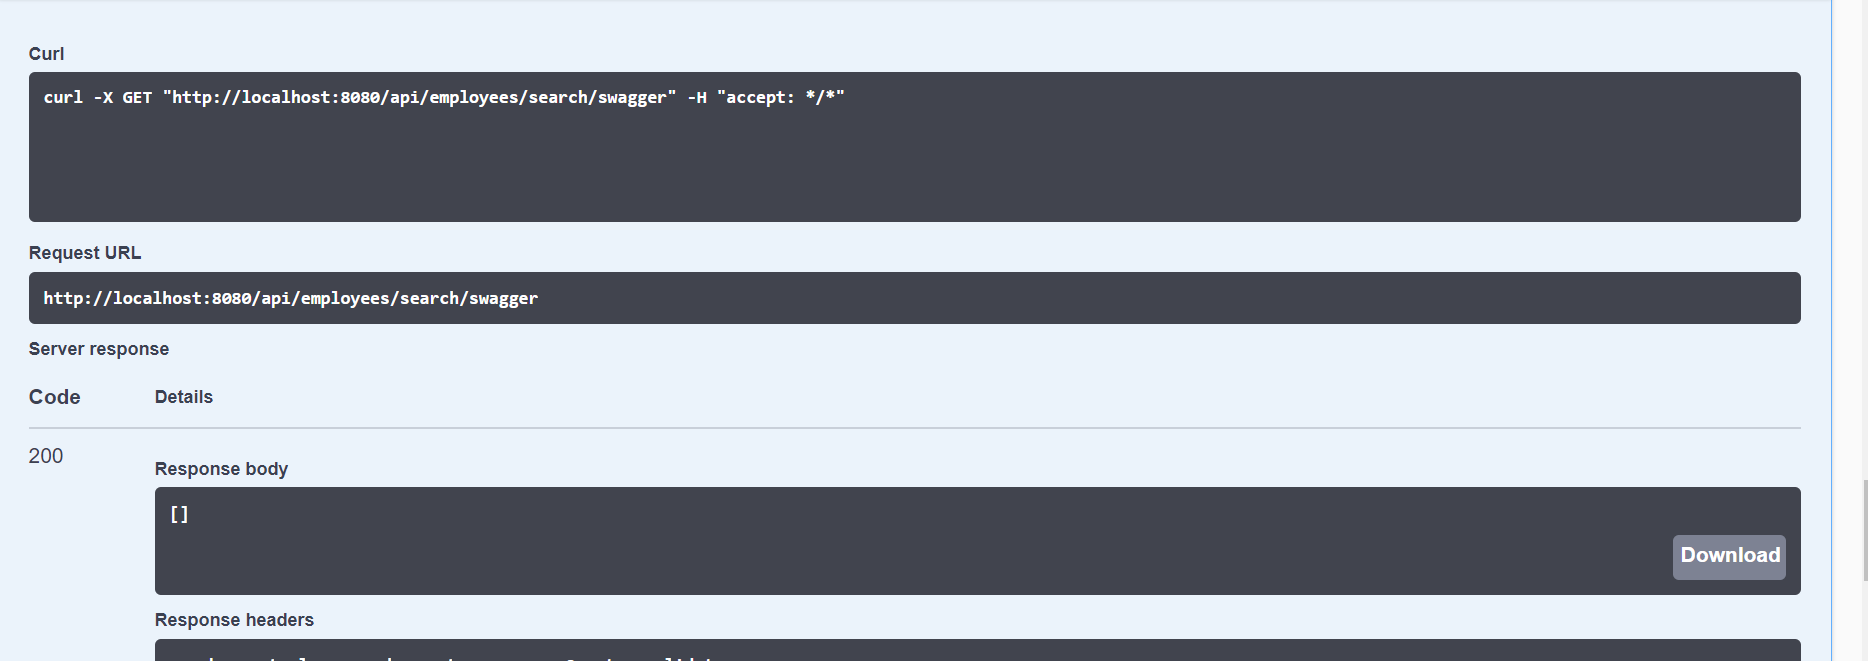 Curl
curl -X GET "http://localhost:8080/api/employees/search/swagger" -H "accept: */*"
Request URL
http://localhost:8080/api/employees/search/swagger
Server response
Code Details
200
Response body
[]
Download
Response headers